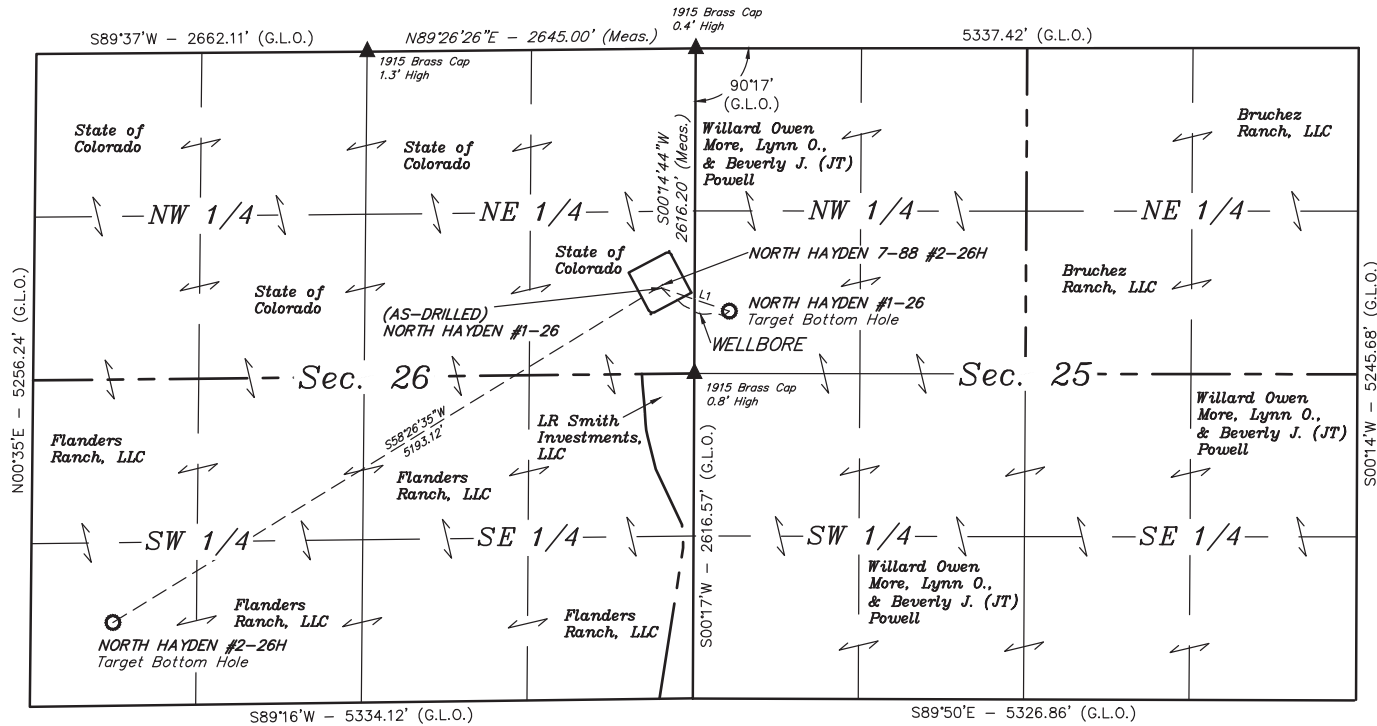 1915 Brass Cap
0.4' High
S89°37'W - 2662.11' (G.L.O.)
N89°26'26"E - 2645.00' (Meas.)
5337.42' (G.L.O.)
1915 Brass Cap
1.3' High
90°17'
(G.L.O.)
State of
Colorado
State of
Colorado
S00°14'44"W
2616.20' (Meas.)
Willard Owen
More, Lynn O.,
& Beverly J. (JT)
Powell
Bruchez
Ranch, LLC
NW 1/4
NE 1/4
NW 1/4
NE 1/4
State of
Colorado
NORTH HAYDEN 7-88 #2-26H
State of
Colorado
Bruchez
Ranch, LLC
(AS-DRILLED)
NORTH HAYDEN #1-26
L1
NORTH HAYDEN #1-26
Target Bottom Hole
WELLBORE
N00°35'E - 5256.24' (G.L.O.)
S00°14'W - 5245.68' (G.L.O.)
Sec. 26
Sec. 25
1915 Brass Cap
0.8' High
Flanders
Ranch, LLC
S58°26'35"W
5193.12'
LR Smith
Investments,
LLC
Willard Owen
More, Lynn O.,
& Beverly J. (JT)
Powell
Flanders
Ranch, LLC
S00°17'W - 2616.57' (G.L.O.)
SW 1/4
SE 1/4
SW 1/4
SE 1/4
Willard Owen
More, Lynn O.,
& Beverly J. (JT)
Powell
Flanders
Ranch, LLC
Flanders
Ranch, LLC
NORTH HAYDEN #2-26H
Target Bottom Hole
S89°16'W - 5334.12' (G.L.O.)
S89°50'E - 5326.86' (G.L.O.)